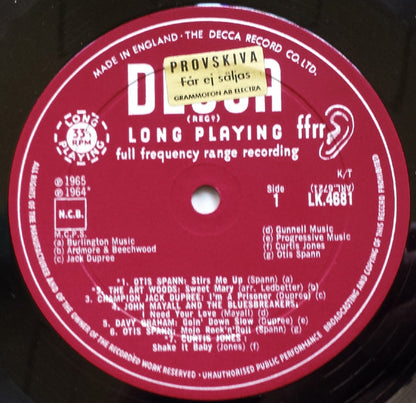 MADE IN ENGLAND · THE DECCA RECORD CO. LTD.
PROVSKIVA
Får ej säljas
GRAMMOFON AB ELECTRA
DECCA
(REGᴰ)
LONG PLAYING ffrr
full frequency range recording
LONG PLAYING
33⅓
RPM
K/T
℗ 1965
℗ 1964*
Side
1
LK.4681
N.C.B.
M.C.P.S.
(a) Burlington Music
(b) Ardmore & Beechwood
(c) Jack Dupree
(d) Gunnell Music
(e) Progressive Music
(f) Curtis Jones
(g) Otis Spann
*1. OTIS SPANN: Stirs Me Up (Spann) (a)
*2. THE ART WOODS: Sweet Mary (arr. Ledbetter) (b)
3. CHAMPION JACK DUPREE: I'm A Prisoner (Dupree) (c)
4. JOHN MAYALL AND THE BLUESBREAKERS:
I Need Your Love (Mayall) (d)
5. DAVY GRAHAM: Goin' Down Slow (Dupree) (e)
6. OTIS SPANN: Mojo Rock'n'Roll (Spann) (g)
*7. CURTIS JONES:
Shake It Baby (Jones) (f)
ALL RIGHTS OF THE MANUFACTURER AND OF THE OWNER OF THE RECORDED WORK RESERVED · UNAUTHORISED PUBLIC PERFORMANCE BROADCASTING AND COPYING OF THIS RECORD PROHIBITED